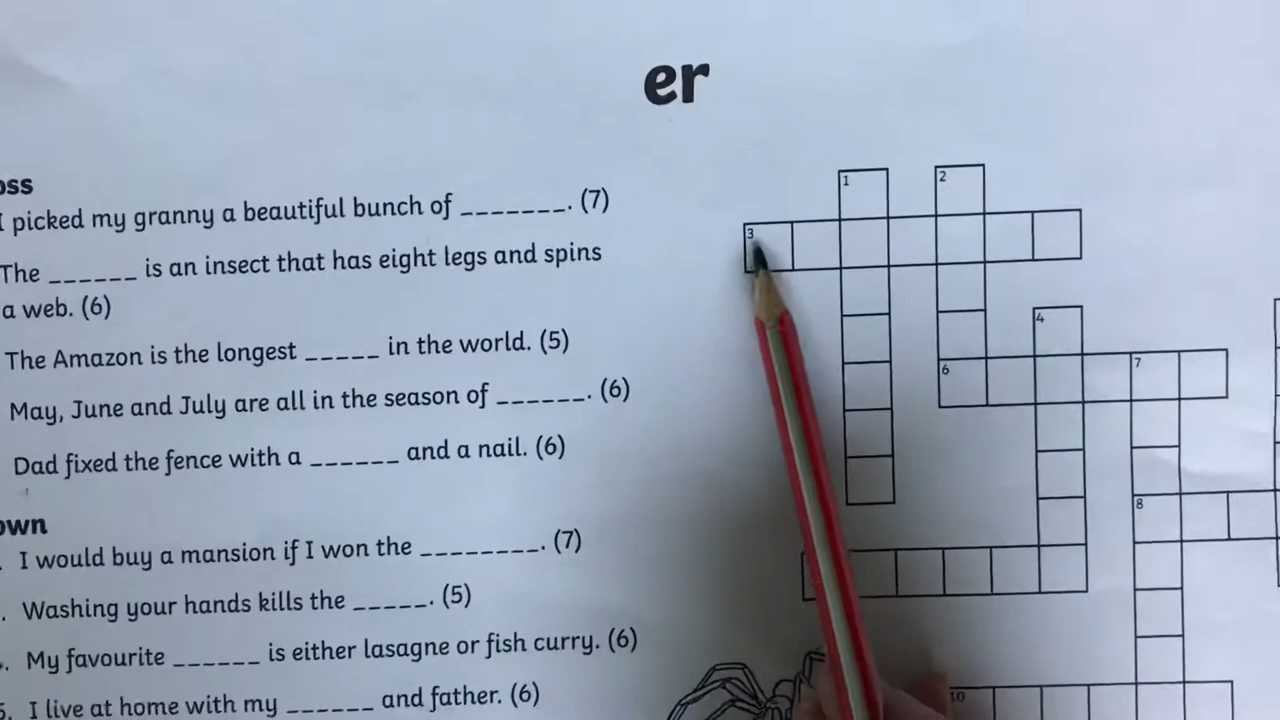 er
oss
I picked my granny a beautiful bunch of _______. (7)
The ______ is an insect that has eight legs and spins
a web. (6)
The Amazon is the longest _____ in the world. (5)
May, June and July are all in the season of ______. (6)
Dad fixed the fence with a ______ and a nail. (6)
own
. I would buy a mansion if I won the ________. (7)
. Washing your hands kills the _____. (5)
. My favourite ______ is either lasagne or fish curry. (6)
5. I live at home with my ______ and father. (6)
1
2
3
4
6
7
8
10